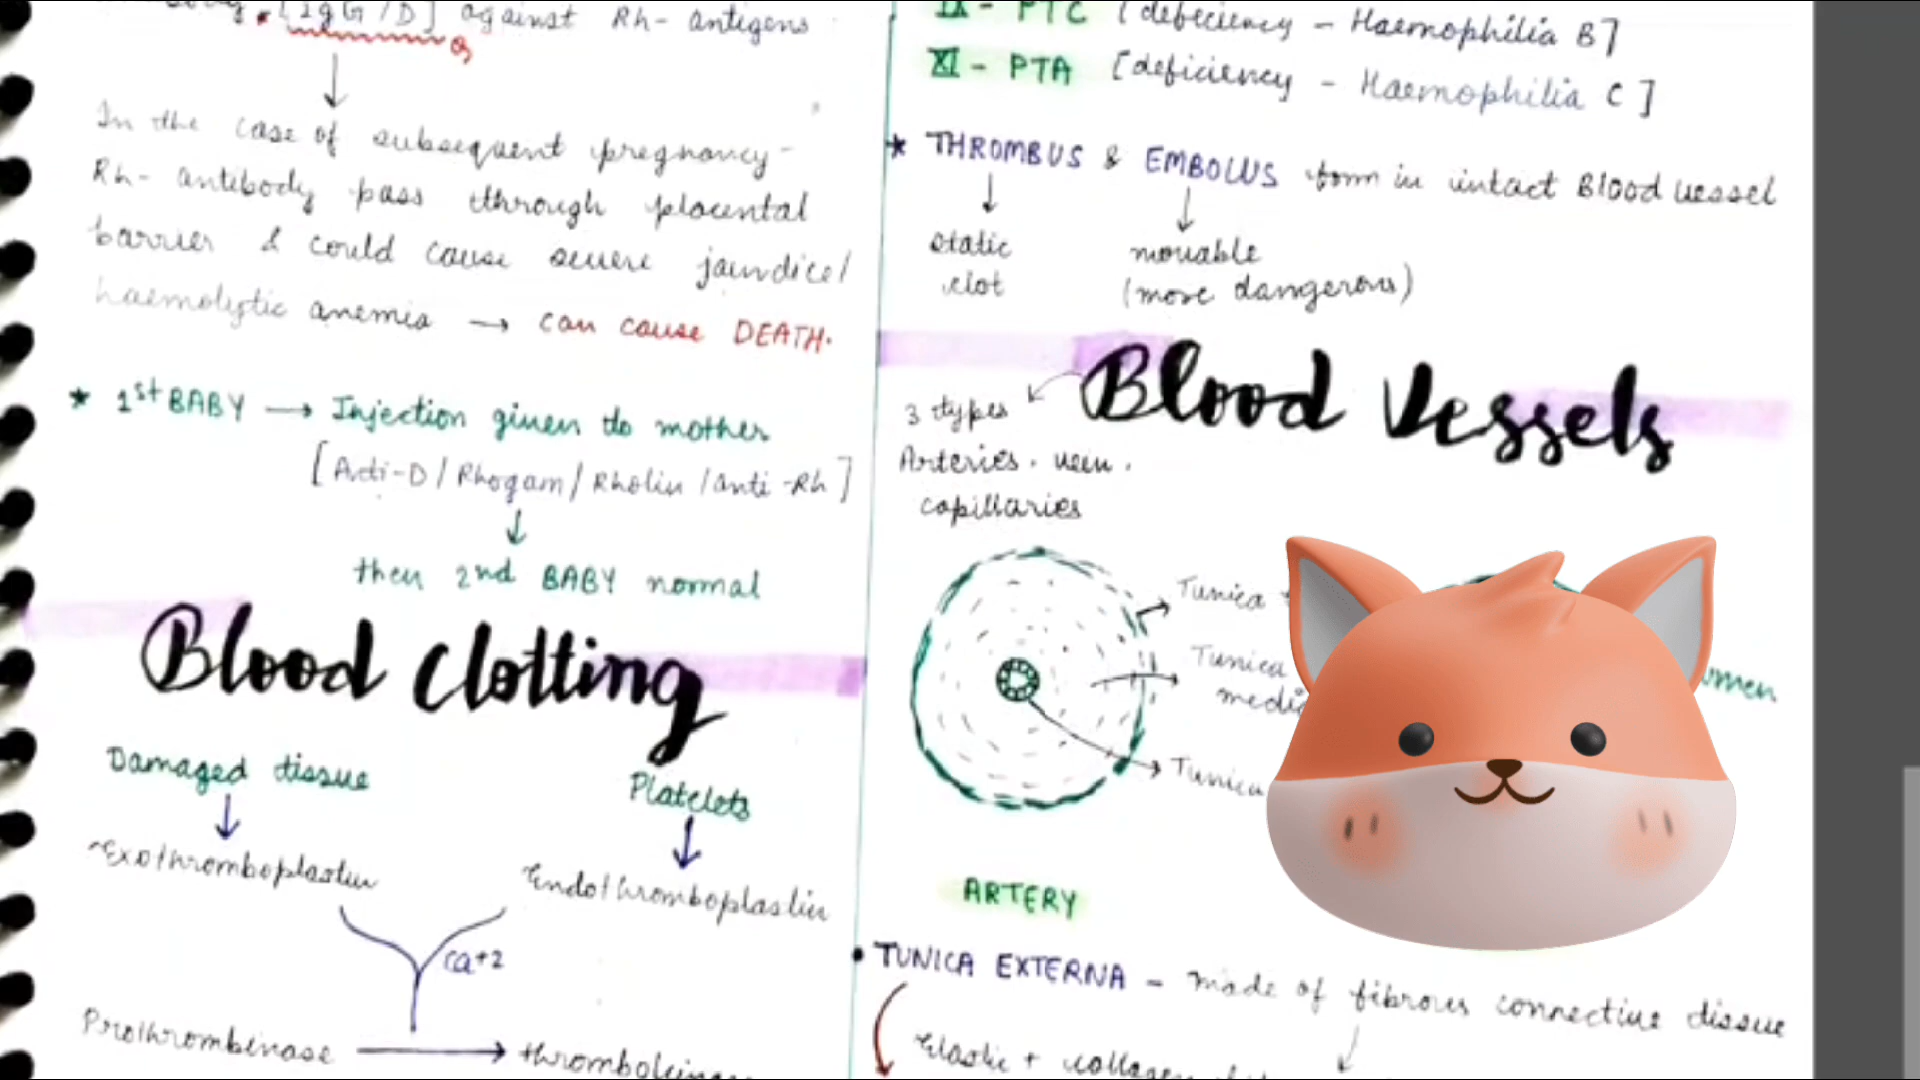 [IgG/D] against Rh- antigens
In the case of subsequent pregnancy-
Rh- antibody pass through placental
barrier & could cause severe jaundice/
haemolytic anemia → can cause DEATH.
★ 1st BABY → Injection given to mother
[Anti-D/Rhogam/Rholin/anti-Rh]
↓
then 2nd BABY normal
Blood Clotting
Damaged tissue
Platelets
Exothromboplastin
Endothromboplastin
Ca+2
Prothrombinase →
IX - PTC [deficiency - Haemophilia B]
XI - PTA [deficiency - Haemophilia C]
★ THROMBUS & EMBOLUS form in intact Blood vessel
static
clot
movable
(more dangerous)
Blood Vessels
3 types
Arteries, vein,
capillaries
Tunica
Tunica
Tunica
ARTERY
• TUNICA EXTERNA - made of fibrous connective tissue
Elastic + collagen